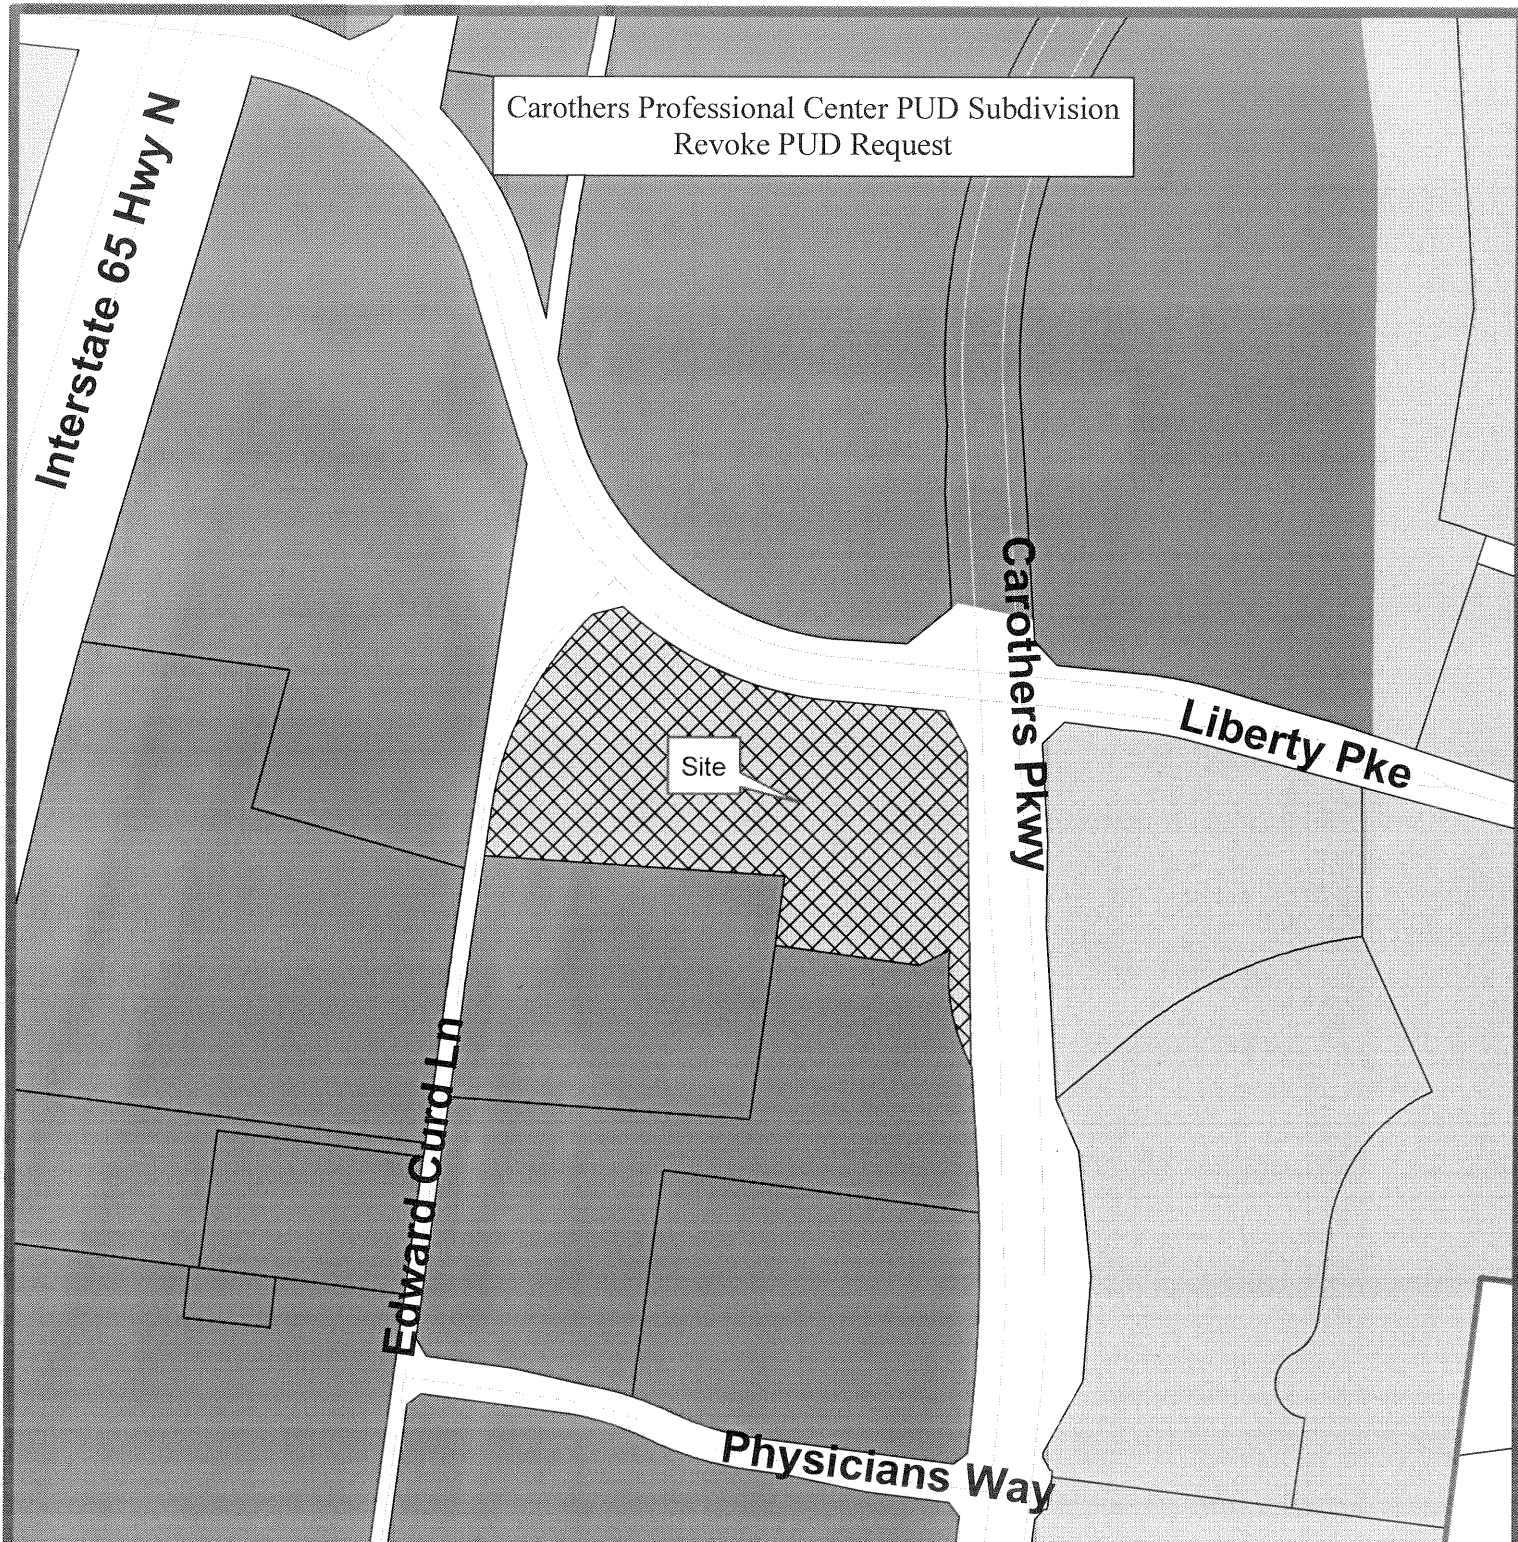 Carothers Professional Center PUD Subdivision
Revoke PUD Request
Interstate 65 Hwy N
Carothers Pkwy
Liberty Pke
Site
Edward Curd Ln
Physicians Way